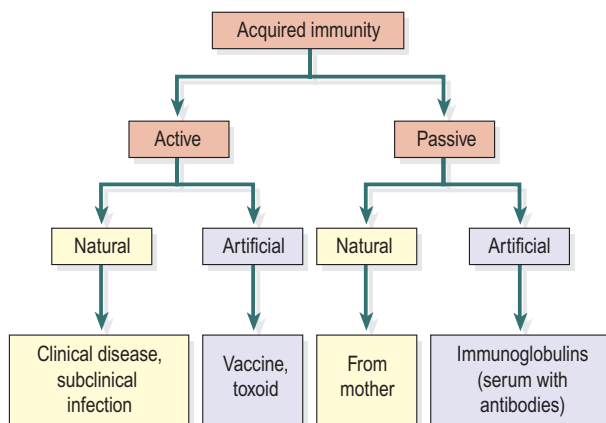 Acquired immunity
Active
Passive
Natural
Artificial
Natural
Artificial
Clinical disease,
subclinical
infection
Vaccine,
toxoid
From
mother
Immunoglobulins
(serum with
antibodies)